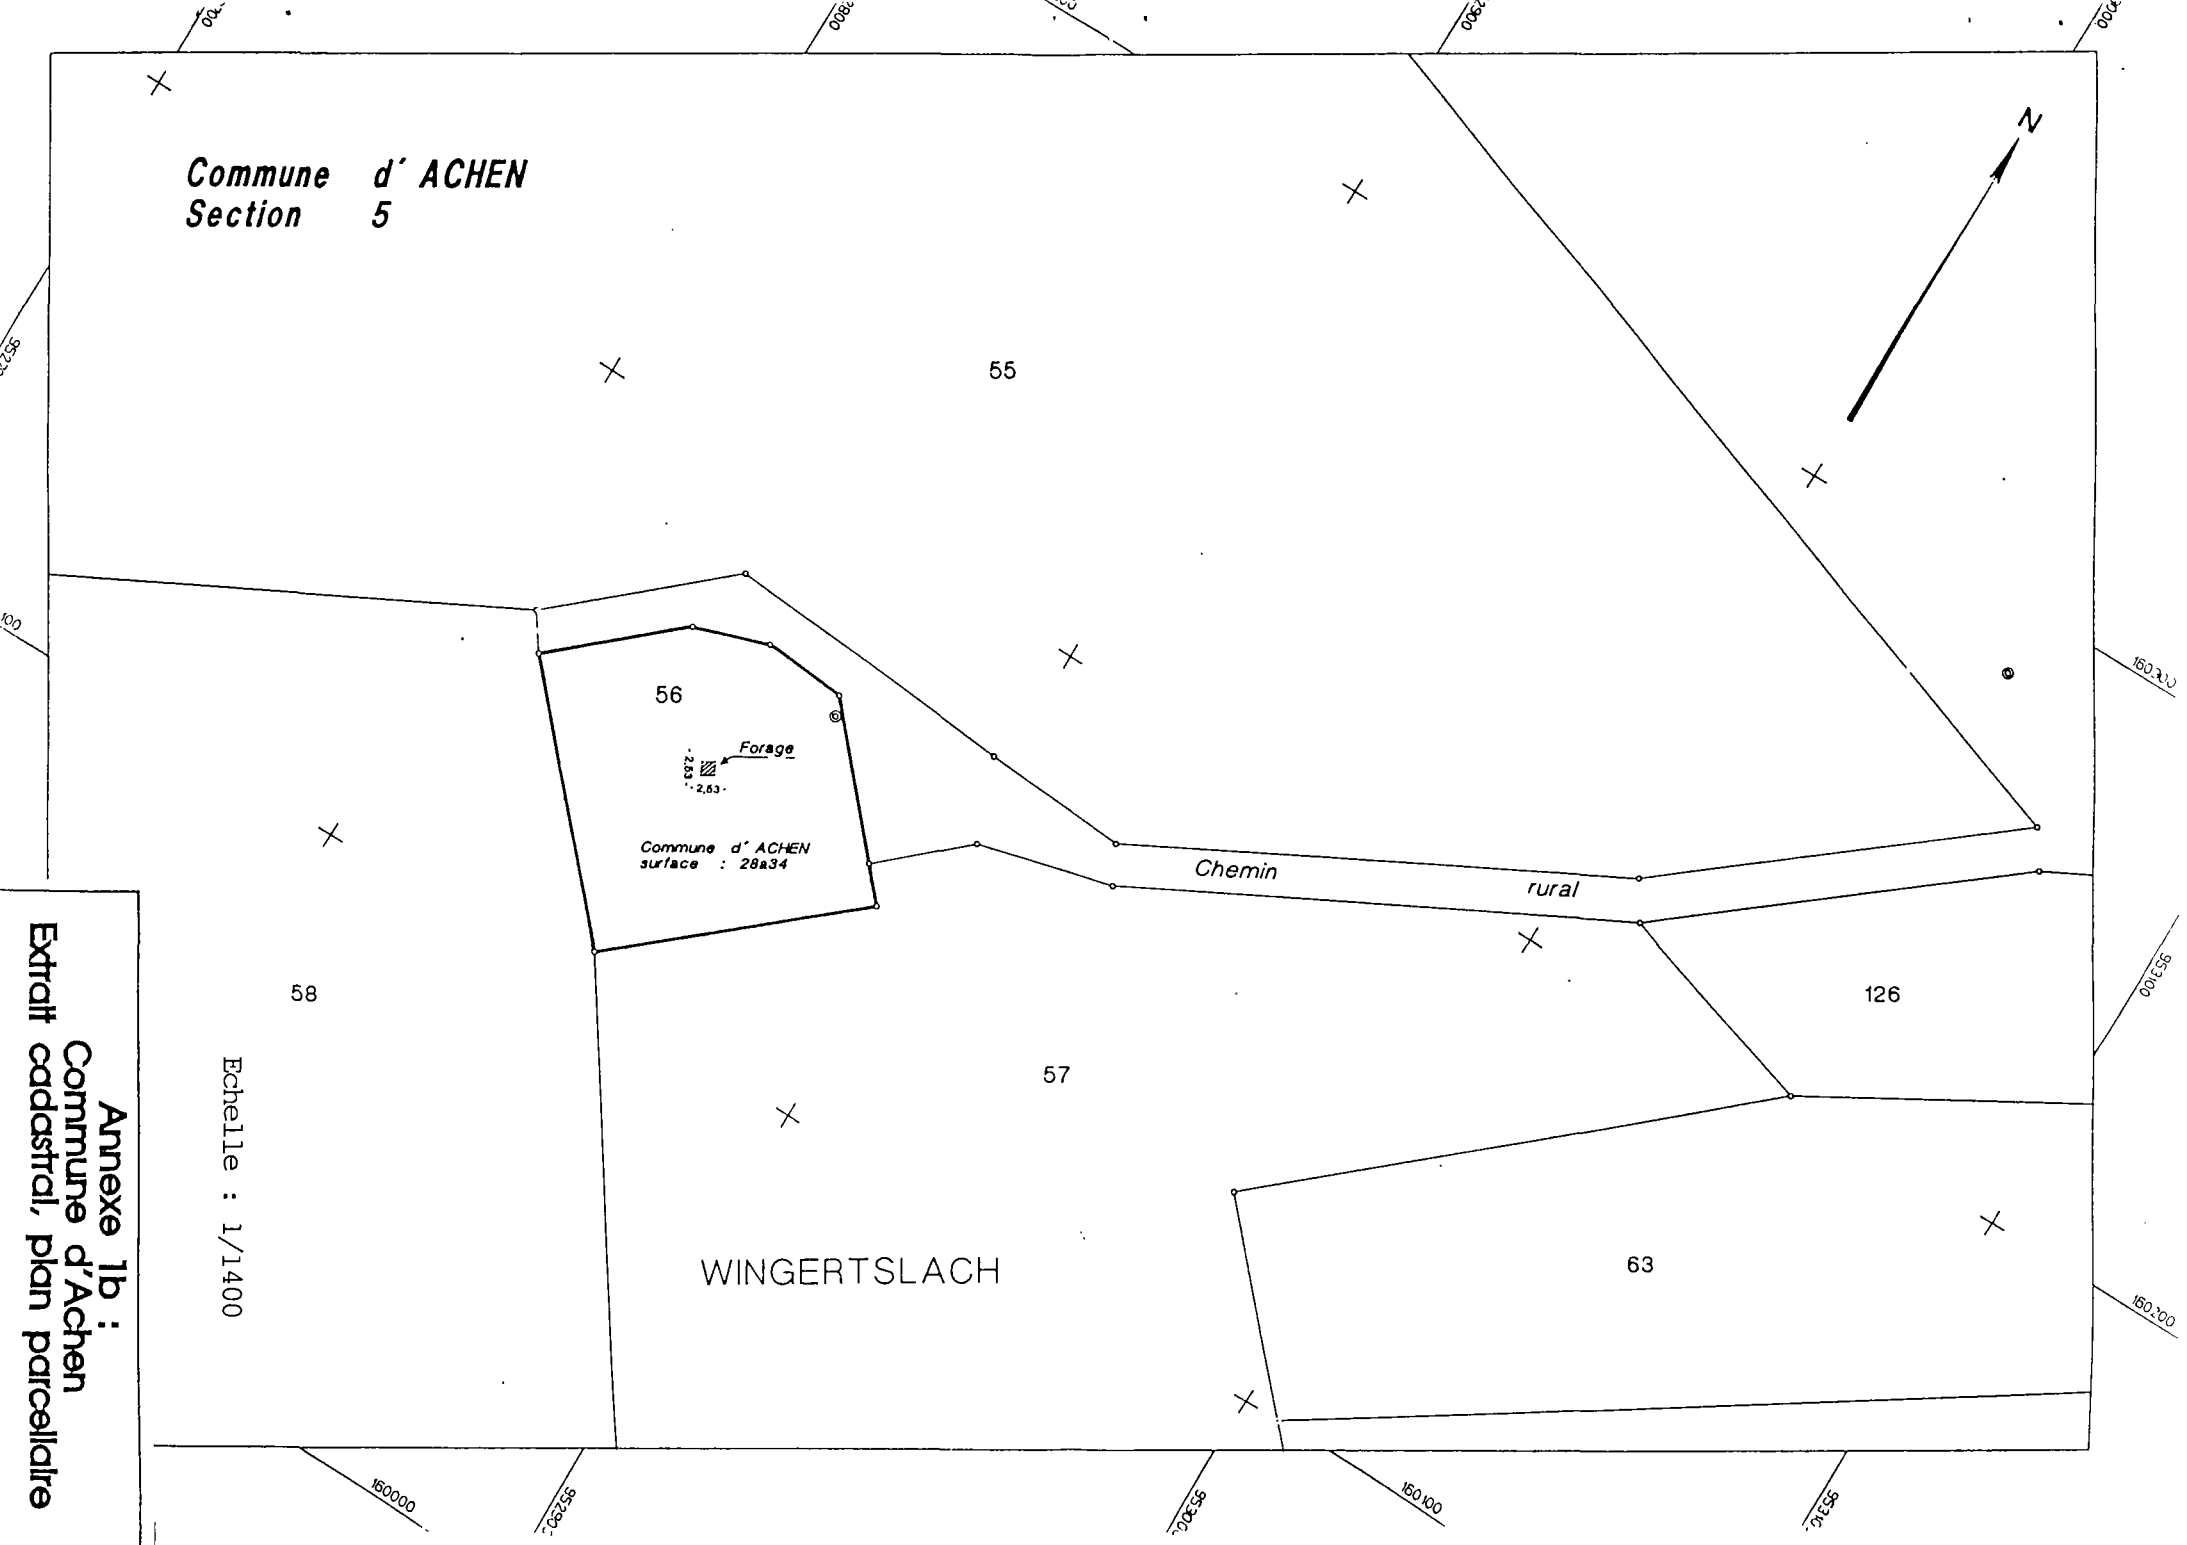 2800
Commune d' ACHEN
Section 5
N
55
100
56
160300
Forage
2,53
2,53
Commune d' ACHEN
surface : 28a34
Chemin rural
953100
58
126
57
Echelle : 1/1400
Annexe 1b :
Commune d'Achen
Extrait cadastral, plan parcellaire
WINGERTSLACH
63
160200
160000
160100